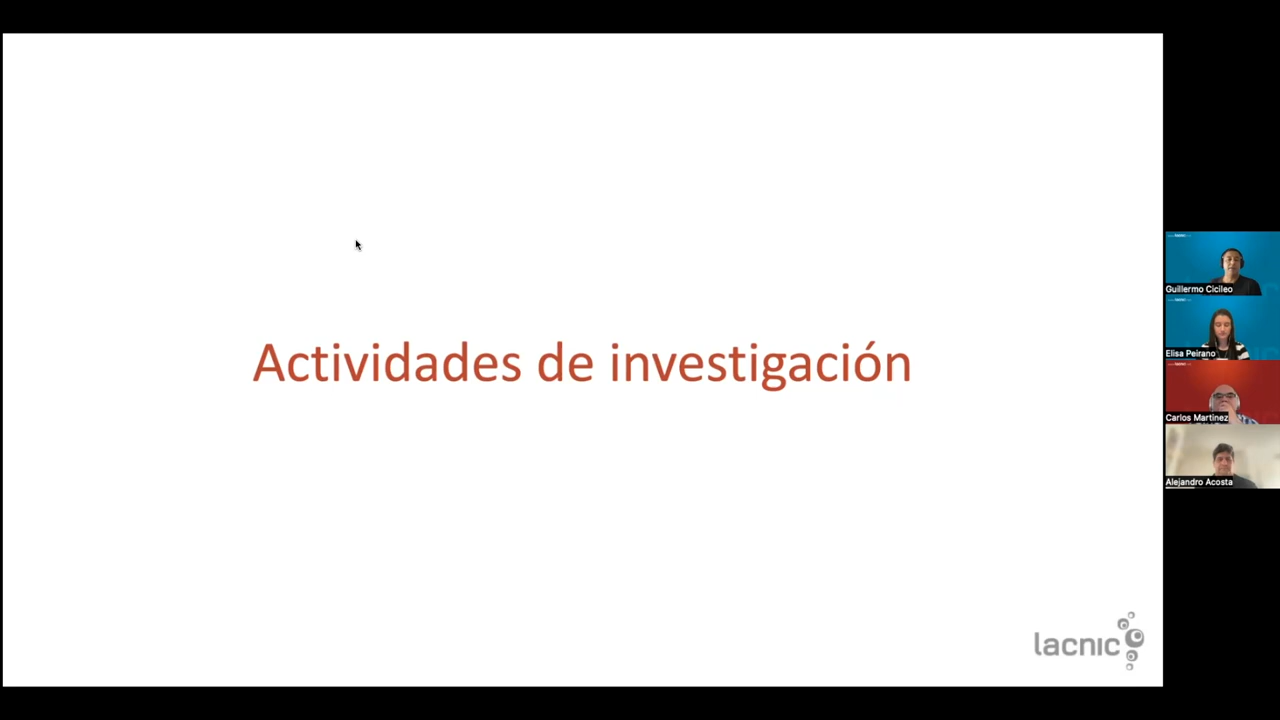 Actividades de investigación
Guillermo Cicileo
Elisa Peirano
Carlos Martinez
Alejandro Acosta
lacnic